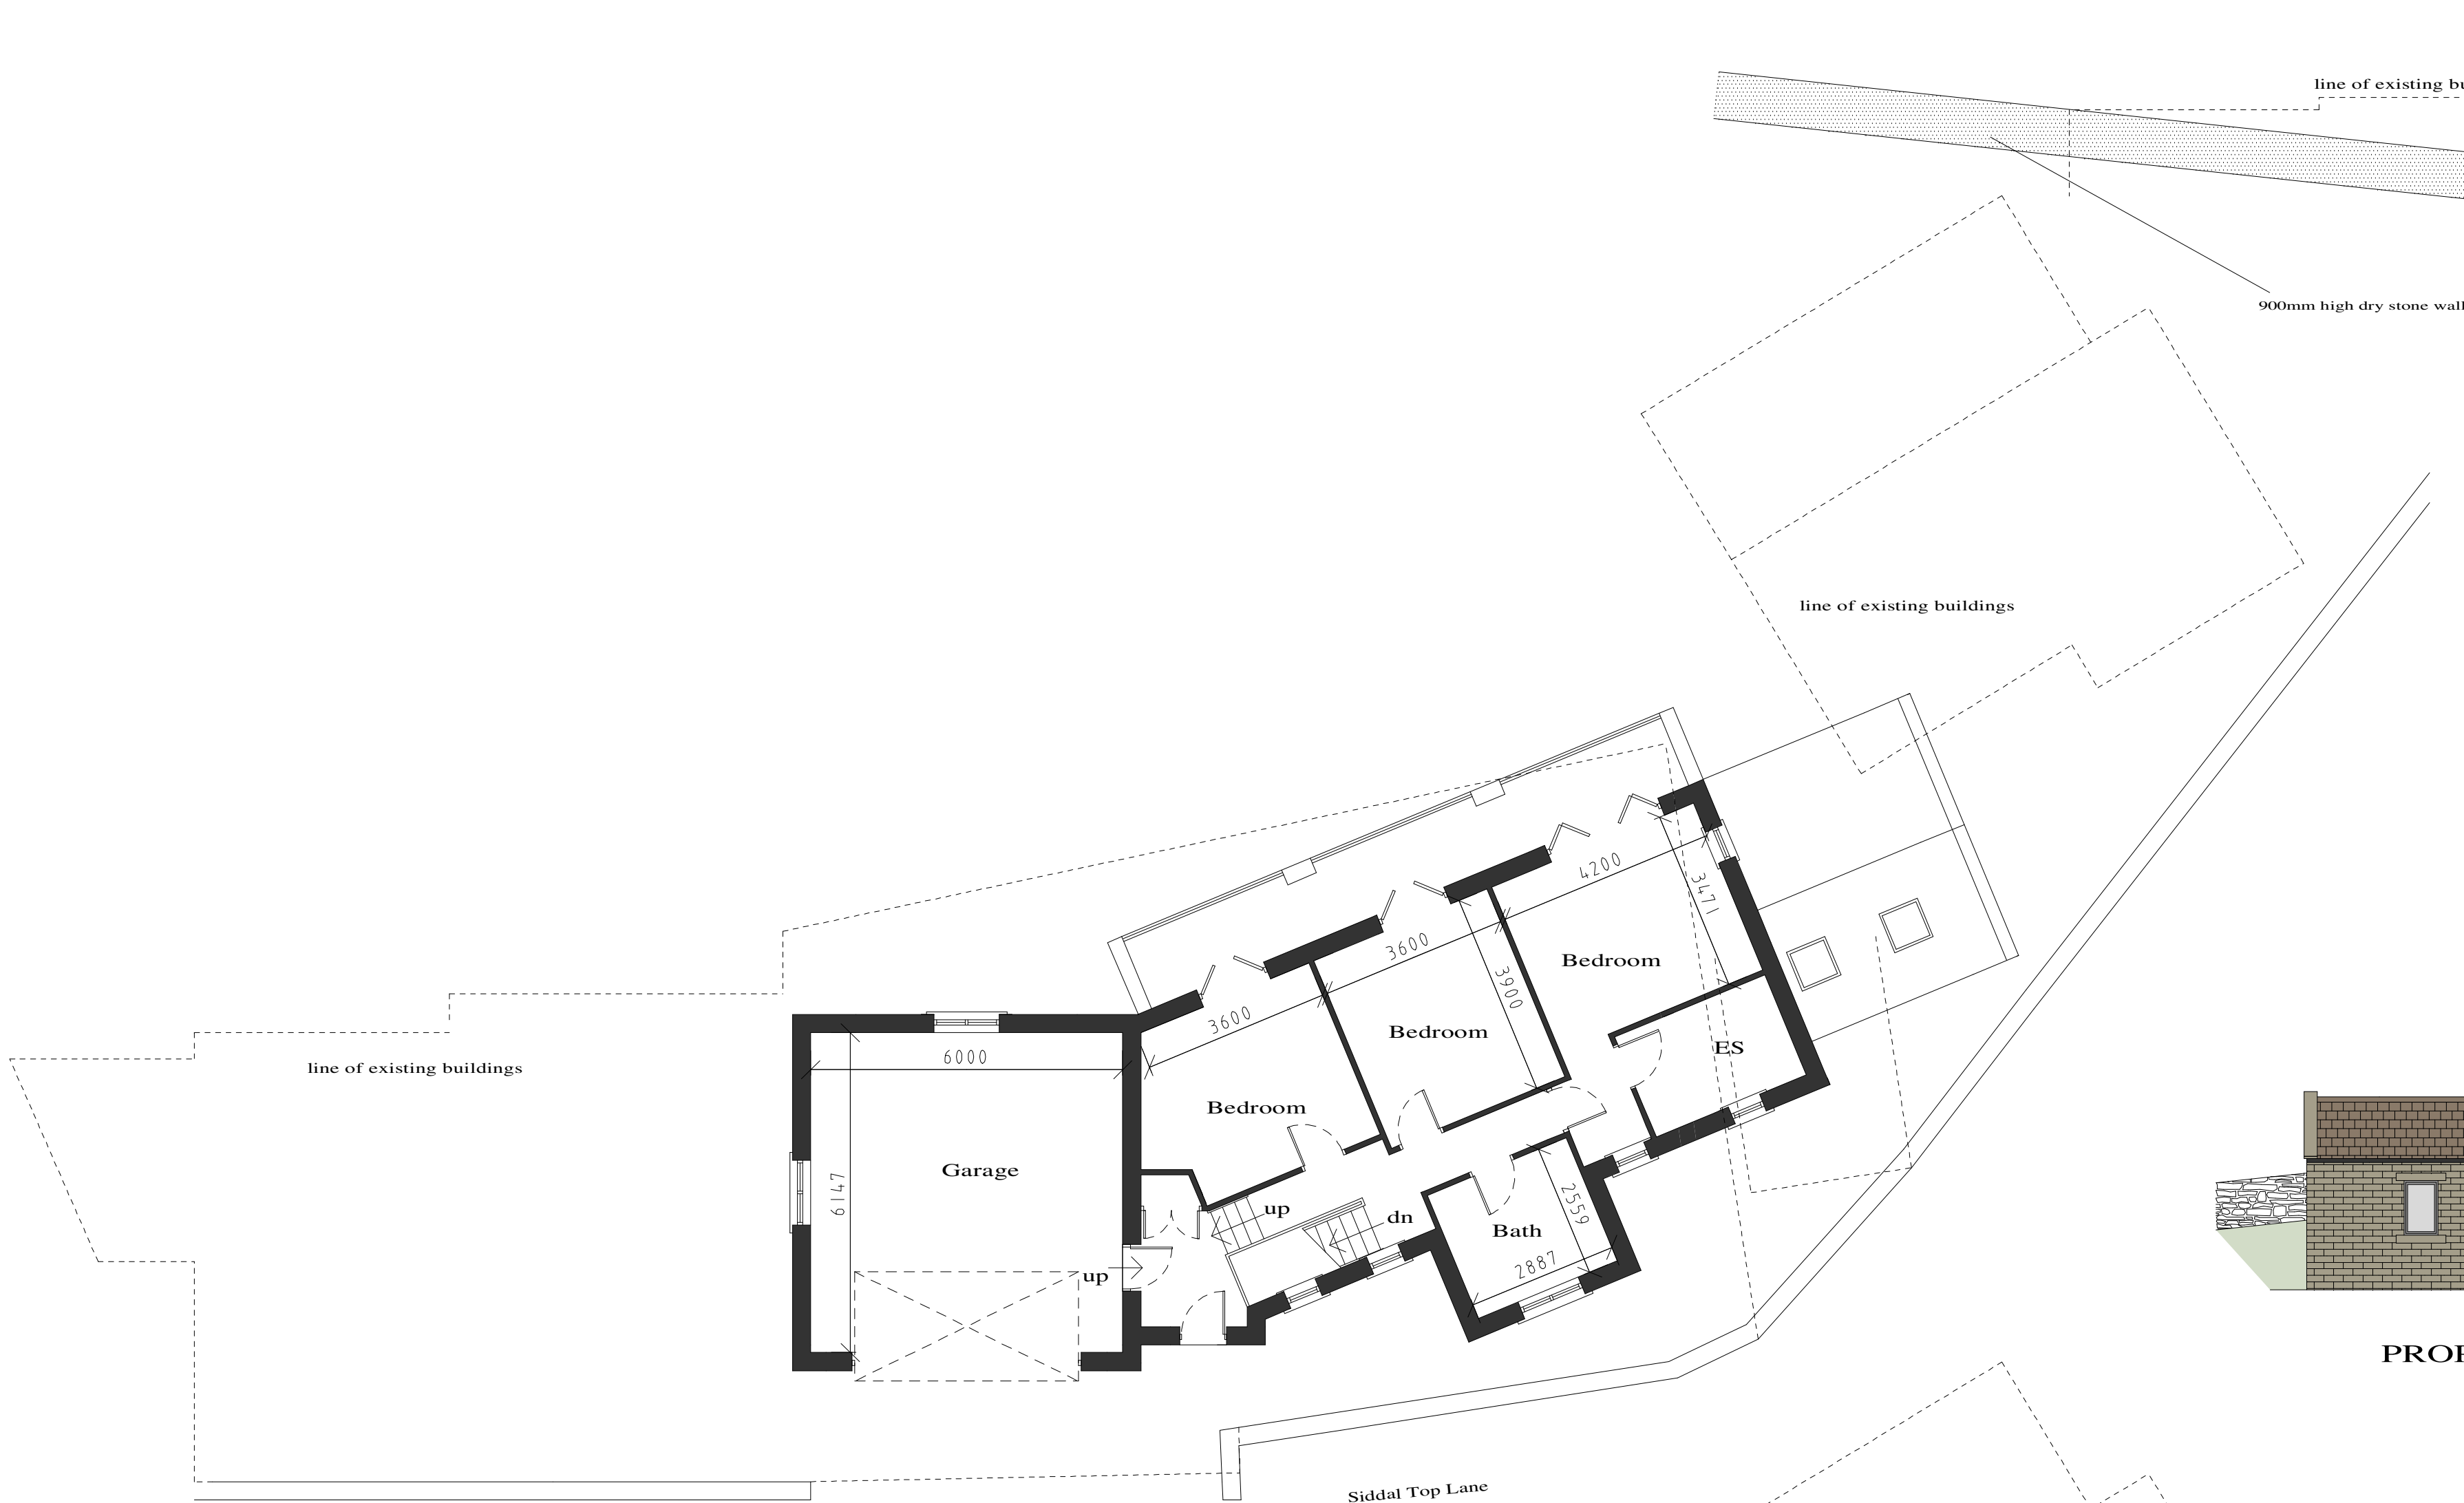 line of existing bu
900mm high dry stone wall
line of existing buildings
4200
3471
3600
3900
Bedroom
3600
Bedroom
ES
6000
line of existing buildings
Bedroom
Garage
6147
up
dn
2559
Bath
2887
up
PROP
Siddal Top Lane